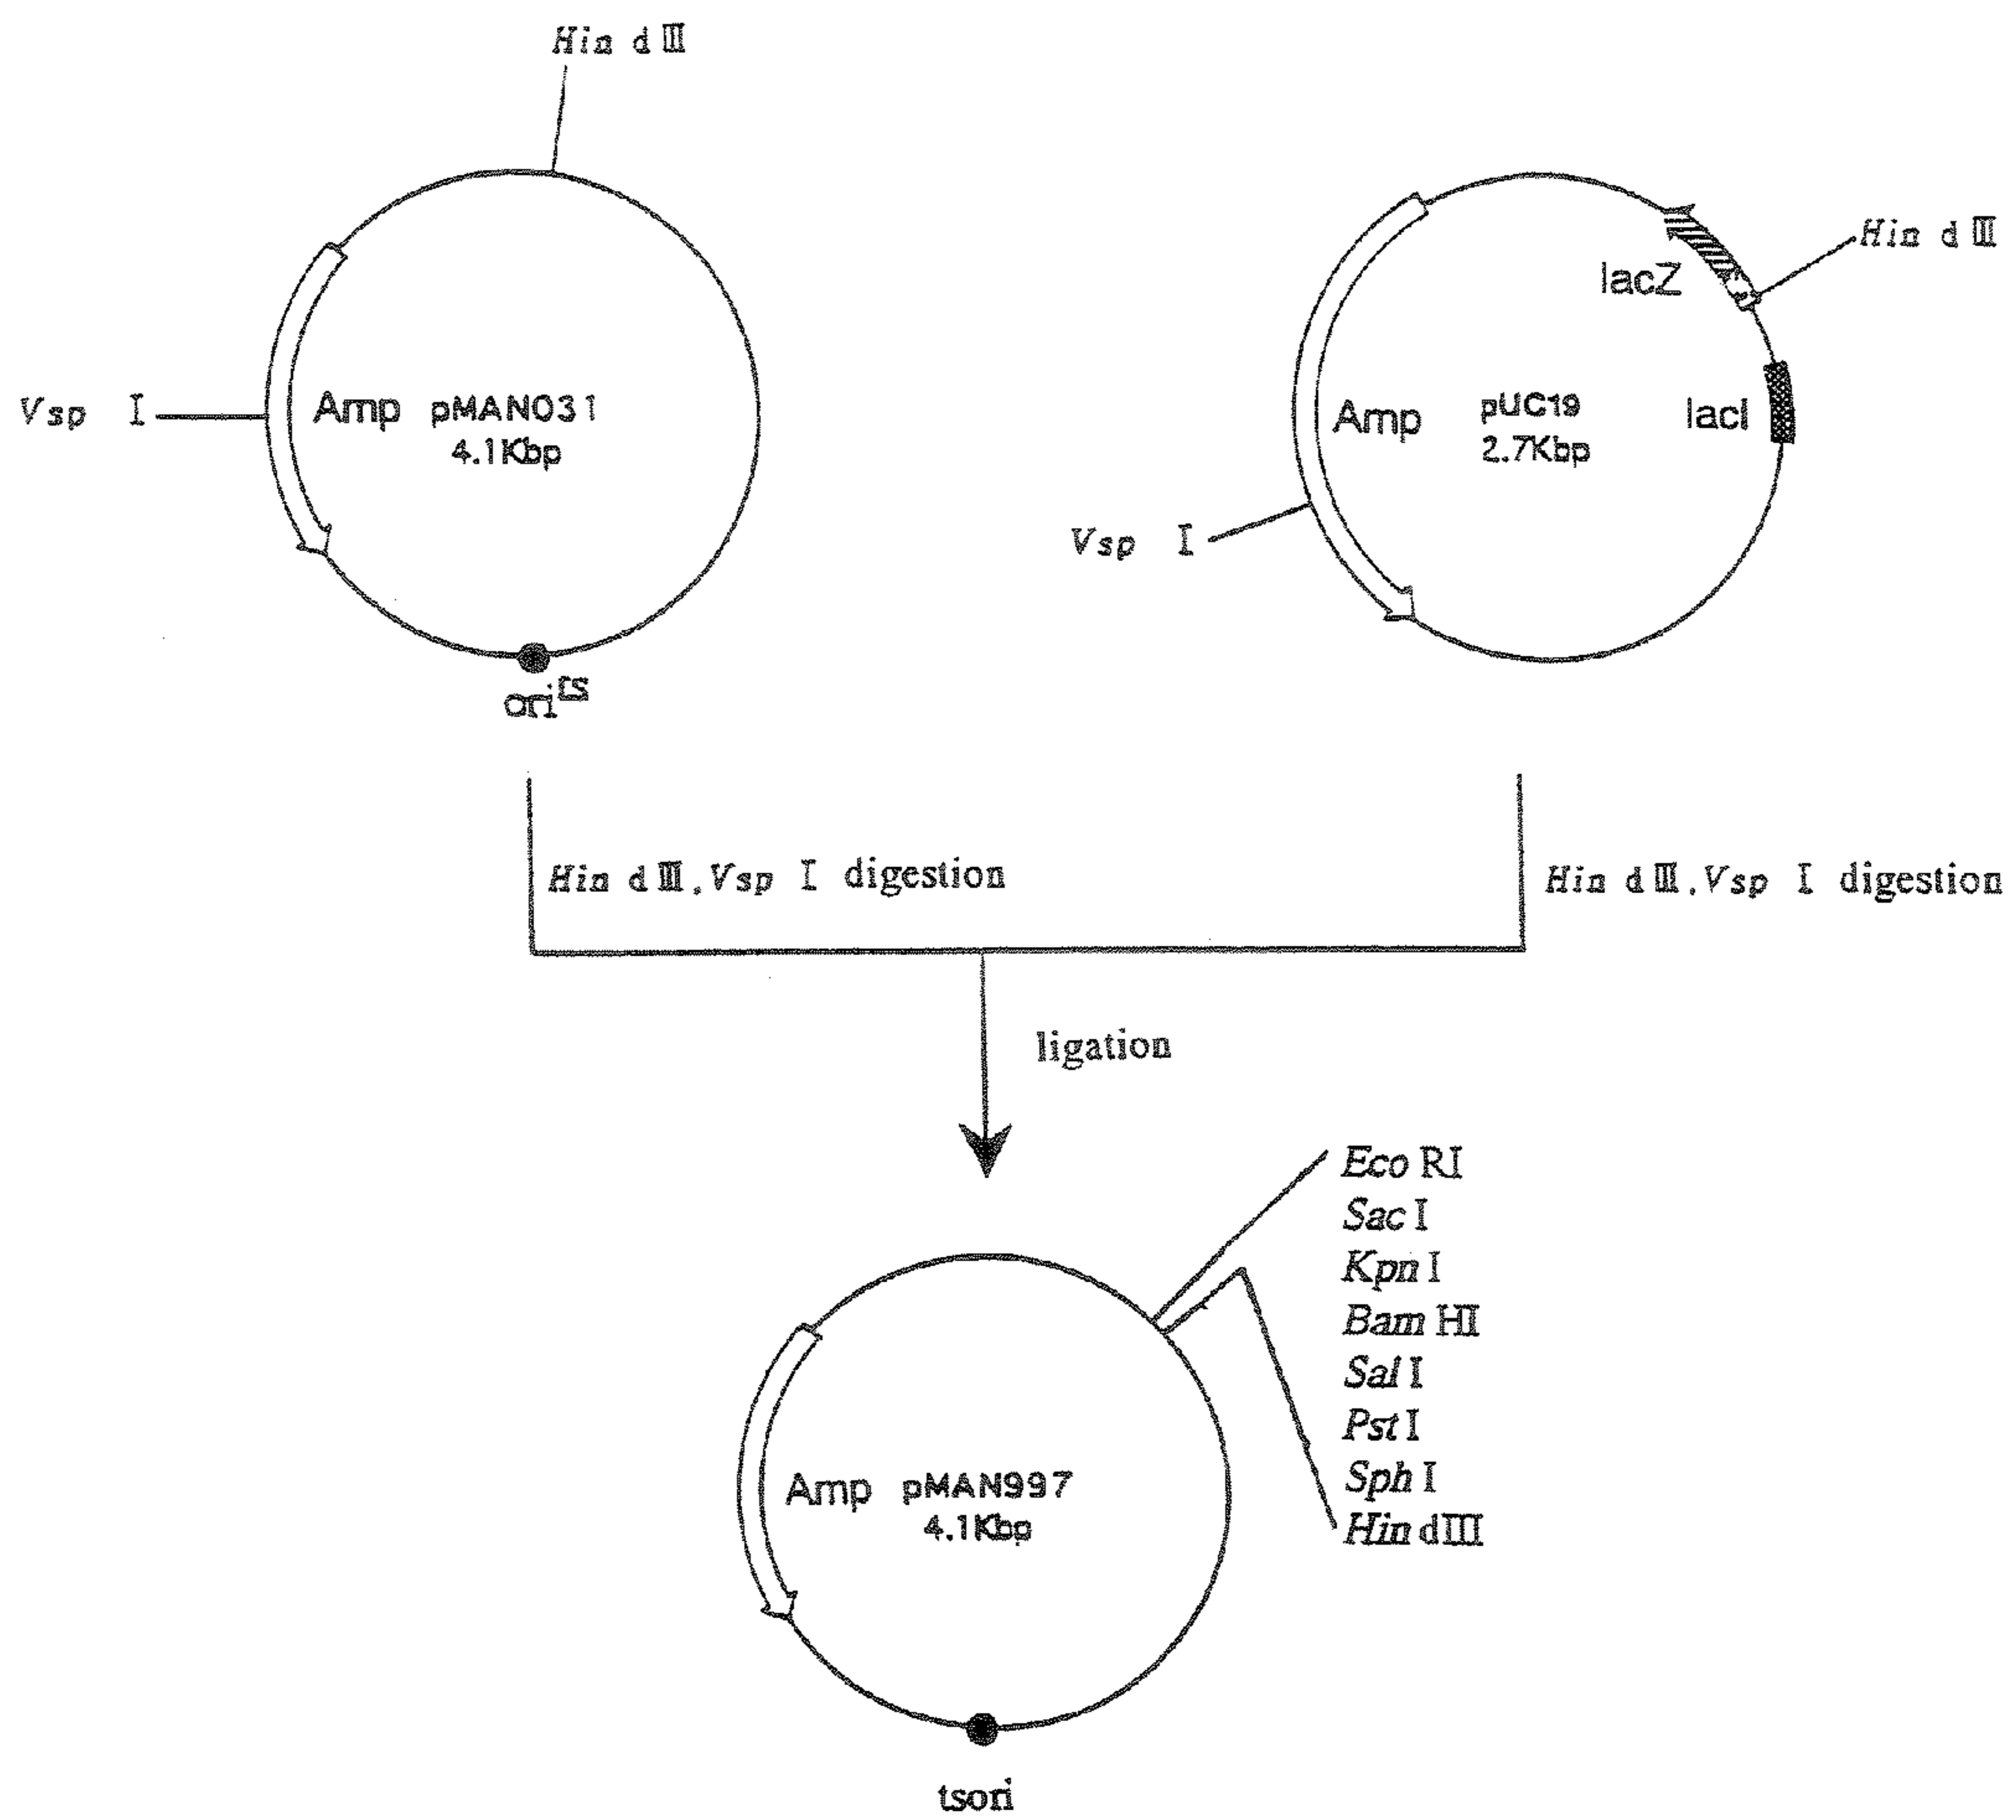 Hin dIII
Vsp I
Amp pMAN031
4.1Kbp
ori ts
Hin dIII
lacZ
lacI
Amp
pUC19
2.7Kbp
Vsp I
Hin dIII, Vsp I digestion
Hin dIII, Vsp I digestion
ligation
Eco RI
Sac I
Kpn I
Bam HI
Sal I
Pst I
Sph I
Hin dIII
Amp pMAN997
4.1Kbp
tsori